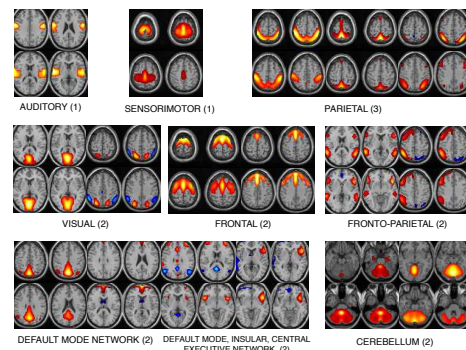 AUDITORY (1)
SENSORIMOTOR (1)
PARIETAL (3)
VISUAL (2)
FRONTAL (2)
FRONTO-PARIETAL (2)
DEFAULT MODE NETWORK (2)
DEFAULT MODE, INSULAR, CENTRAL
EXECUTIVE NETWORK (2)
CEREBELLUM (2)